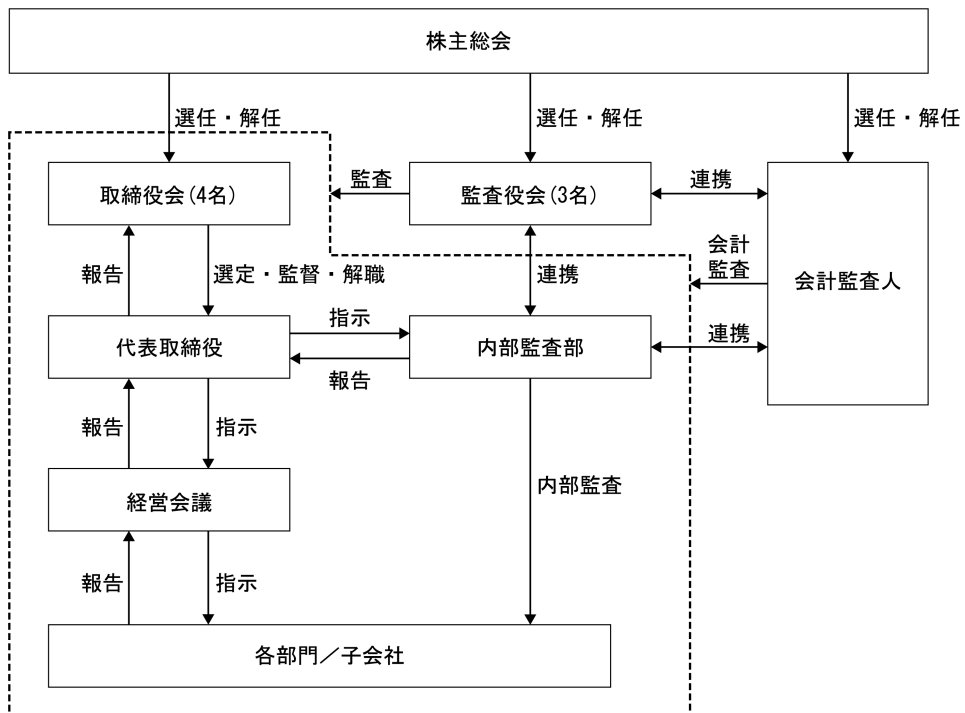 株主総会
選任・解任
選任・解任
選任・解任
取締役会(4名)
監査
監査役会(3名)
連携
会計監査人
報告
選定・監督・解職
連携
会計
監査
代表取締役
指示
報告
内部監査部
連携
報告
指示
内部監査
経営会議
報告
指示
各部門／子会社